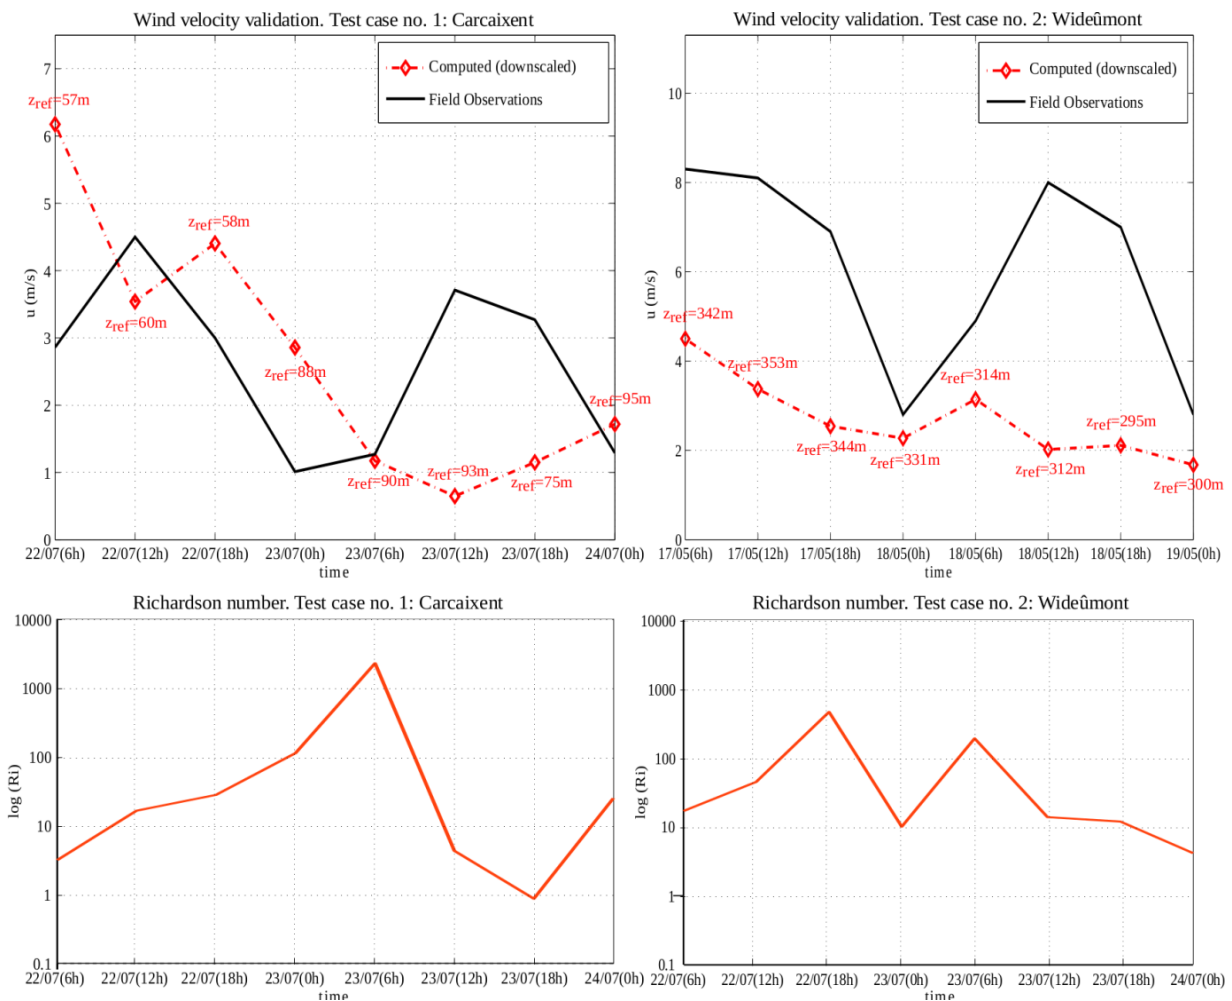 Wind velocity validation. Test case no. 1: Carcaixent
7
6
5
4
3
2
1
0
u (m/s)
Computed (downscaled)
Field Observations
zref=57m
zref=60m
zref=58m
zref=88m
zref=90m
zref=93m
zref=75m
zref=95m
22/07(6h) 22/07(12h) 22/07(18h) 23/07(0h) 23/07(6h) 23/07(12h) 23/07(18h) 24/07(0h)
time
Wind velocity validation. Test case no. 2: Wideûmont
10
8
6
4
2
0
u (m/s)
Computed (downscaled)
Field Observations
zref=342m
zref=353m
zref=344m
zref=331m
zref=314m
zref=312m
zref=295m
zref=300m
17/05(6h) 17/05(12h) 17/05(18h) 18/05(0h) 18/05(6h) 18/05(12h) 18/05(18h) 19/05(0h)
time
Richardson number. Test case no. 1: Carcaixent
10000
1000
100
10
1
0.1
log (Ri)
22/07(6h) 22/07(12h) 22/07(18h) 23/07(0h) 23/07(6h) 23/07(12h) 23/07(18h) 24/07(0h)
time
Richardson number. Test case no. 2: Wideûmont
10000
1000
100
10
1
0.1
log (Ri)
22/07(6h) 22/07(12h) 22/07(18h) 23/07(0h) 23/07(6h) 23/07(12h) 23/07(18h) 24/07(0h)
time